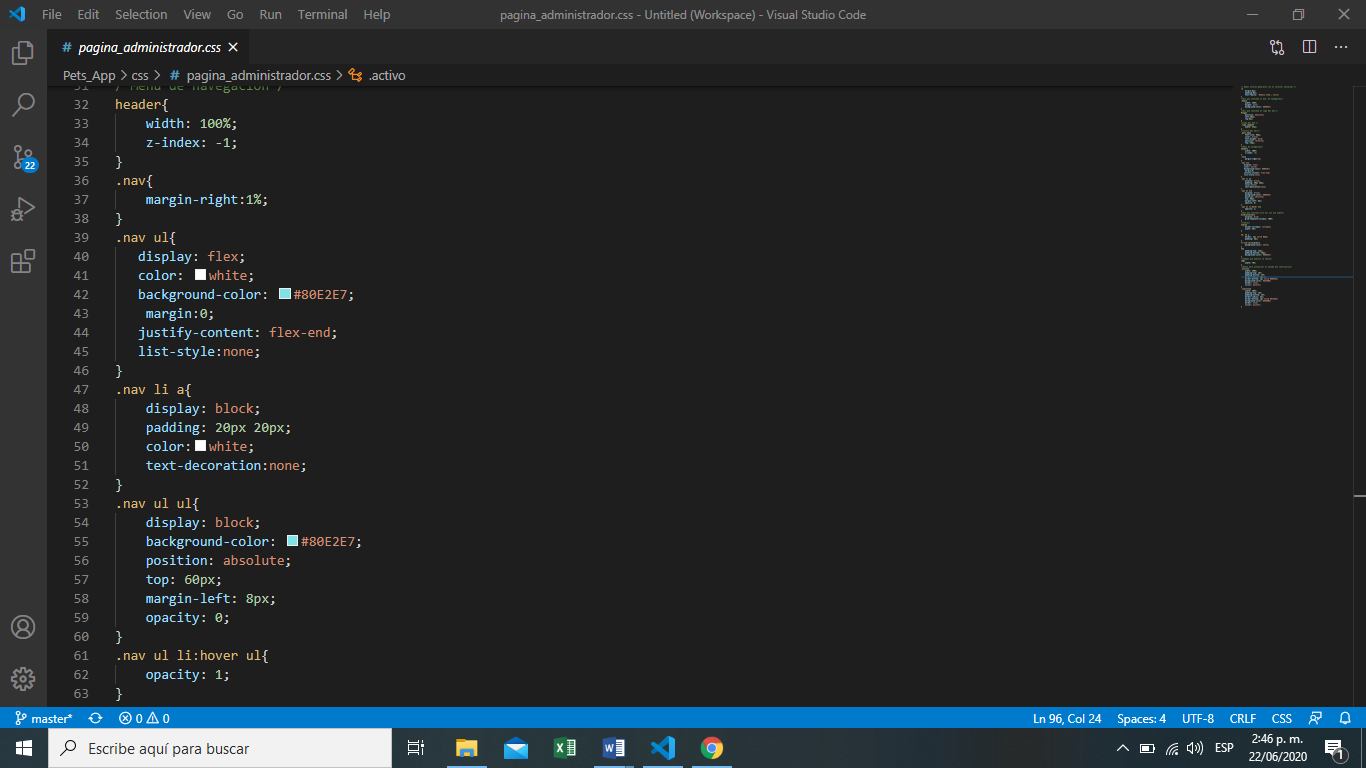 File Edit Selection View Go Run Terminal Help
pagina_administrador.css - Untitled (Workspace) - Visual Studio Code
# pagina_administrador.css
Pets_App > css > # pagina_administrador.css > .activo
31 / Menu de navegacion /
32 header{
33 width: 100%;
34 z-index: -1;
35 }
36 .nav{
37 margin-right:1%;
38 }
39 .nav ul{
40 display: flex;
41 color: white;
42 background-color: #80E2E7;
43 margin:0;
44 justify-content: flex-end;
45 list-style:none;
46 }
47 .nav li a{
48 display: block;
49 padding: 20px 20px;
50 color: white;
51 text-decoration:none;
52 }
53 .nav ul ul{
54 display: block;
55 background-color: #80E2E7;
56 position: absolute;
57 top: 60px;
58 margin-left: 8px;
59 opacity: 0;
60 }
61 .nav ul li:hover ul{
62 opacity: 1;
63 }
22
master* 0 0
Ln 96, Col 24 Spaces: 4 UTF-8 CRLF CSS
Escribe aquí para buscar
ESP
2:46 p. m.
22/06/2020
1